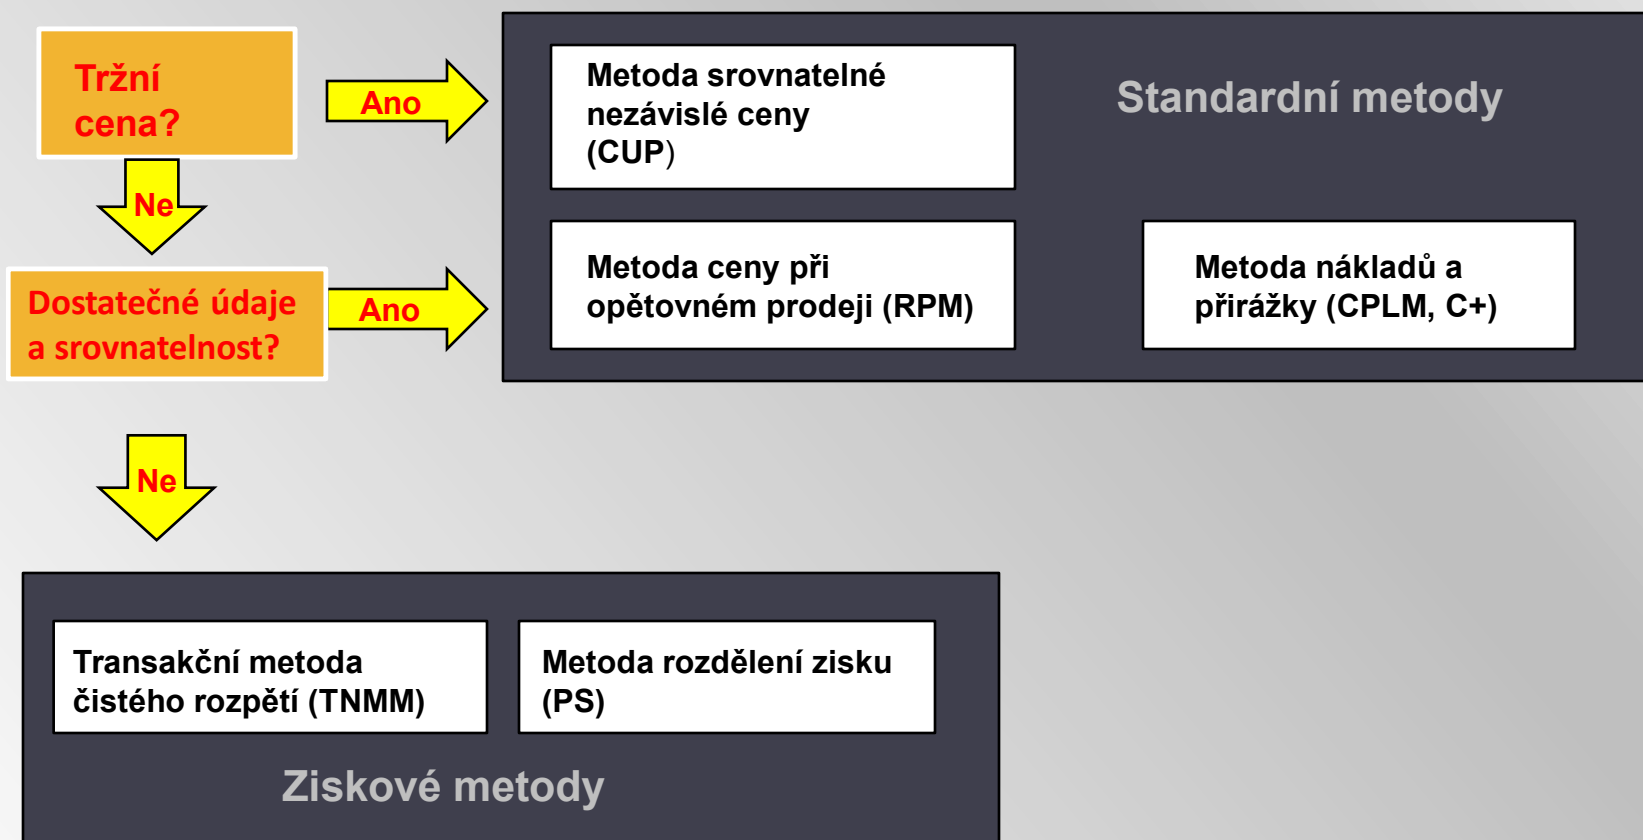 Tržní
cena?
Ano
Metoda srovnatelné
nezávislé ceny
(CUP)
Standardní metody
Ne
Dostatečné údaje
a srovnatelnost?
Ano
Metoda ceny při
opětovném prodeji (RPM)
Metoda nákladů a
přirážky (CPLM, C+)
Ne
Transakční metoda
čistého rozpětí (TNMM)
Metoda rozdělení zisku
(PS)
Ziskové metody